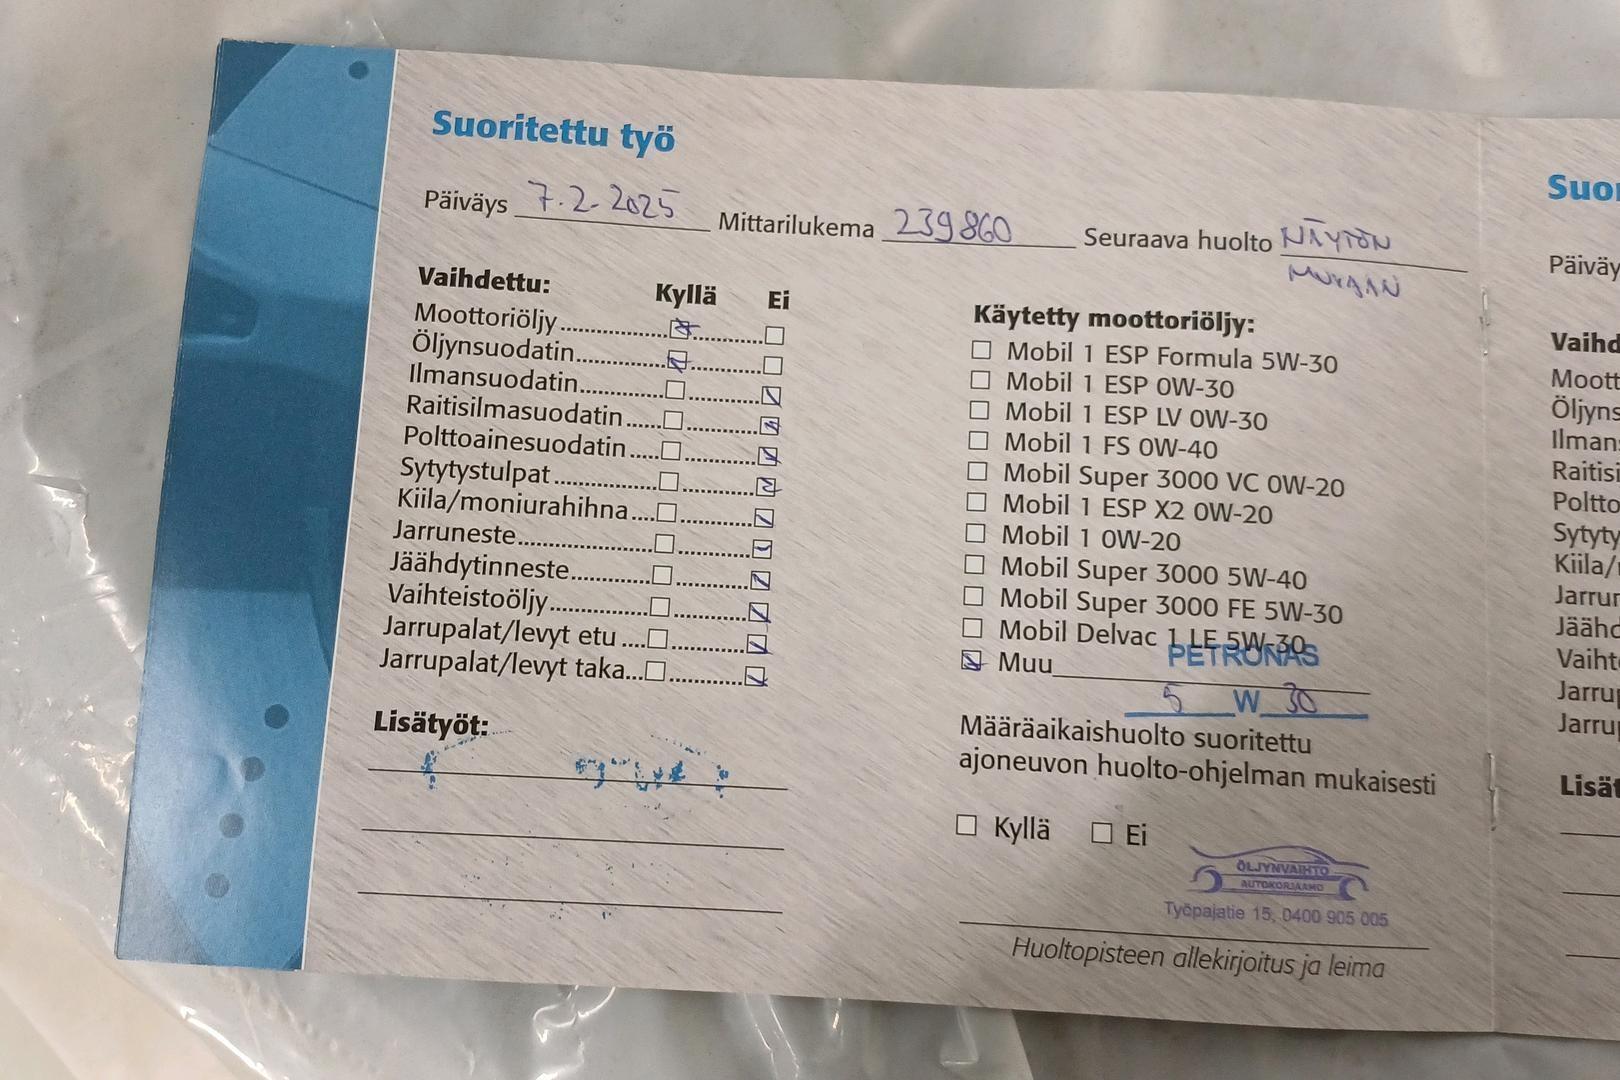 Suoritettu työ
Päiväys 7.2.2025 Mittarilukema 239860 Seuraava huolto NÄYTÖN
MUKAAN
Vaihdettu: Kyllä Ei
Moottoriöljy
Öljynsuodatin
Ilmansuodatin
Raitisilmasuodatin
Polttoainesuodatin
Sytytystulpat
Kiila/moniurahihna
Jarruneste
Jäähdytinneste
Vaihteistoöljy
Jarrupalat/levyt etu
Jarrupalat/levyt taka
Lisätyöt:
Käytetty moottoriöljy:
Mobil 1 ESP Formula 5W-30
Mobil 1 ESP 0W-30
Mobil 1 ESP LV 0W-30
Mobil 1 FS 0W-40
Mobil Super 3000 VC 0W-20
Mobil 1 ESP X2 0W-20
Mobil 1 0W-20
Mobil Super 3000 5W-40
Mobil Super 3000 FE 5W-30
Mobil Delvac 1 LE 5W-30
Muu PETRONAS
5 W 30
Määräaikaishuolto suoritettu
ajoneuvon huolto-ohjelman mukaisesti
Kyllä Ei
ÖLJYNVAIHTO
AUTOKORJAAMO
Työpajatie 15, 0400 905 005
Huoltopisteen allekirjoitus ja leima
Suor
Päiväy
Vaihd
Moott
Öljyns
Ilmans
Raitisi
Poltto
Sytyty
Kiila/
Jarrur
Jäähd
Vaiht
Jarrup
Jarrup
Lisät